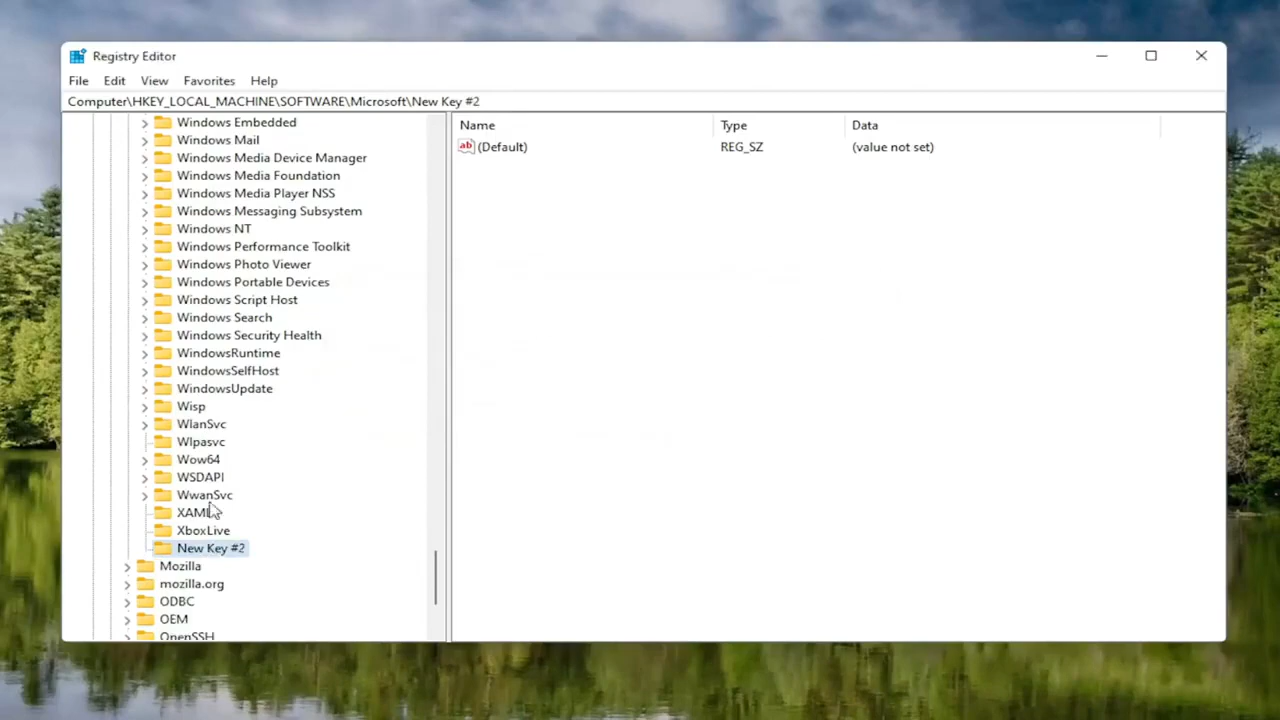 Registry Editor
File Edit View Favorites Help
Computer\HKEY_LOCAL_MACHINE\SOFTWARE\Microsoft\New Key #2
Name Type Data
ab (Default) REG_SZ (value not set)
Windows Embedded
Windows Mail
Windows Media Device Manager
Windows Media Foundation
Windows Media Player NSS
Windows Messaging Subsystem
Windows NT
Windows Performance Toolkit
Windows Photo Viewer
Windows Portable Devices
Windows Script Host
Windows Search
Windows Security Health
WindowsRuntime
WindowsSelfHost
WindowsUpdate
Wisp
WlanSvc
Wlpasvc
Wow64
WSDAPI
WwanSvc
XAML
XboxLive
New Key #2
Mozilla
mozilla.org
ODBC
OEM
OpenSSH